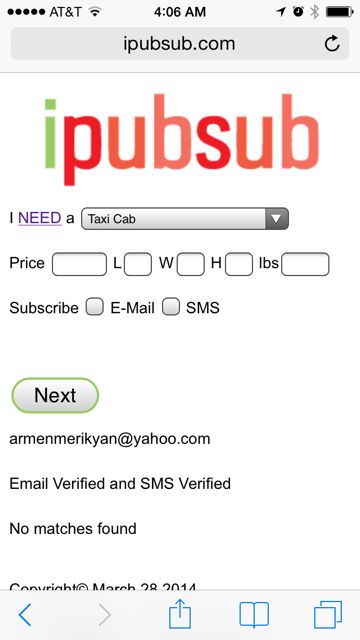 AT&T 4:06 AM
ipubsub.com
ipubsub
I NEED a Taxi Cab
Price L W H lbs
Subscribe E-Mail SMS
Next
armenmerikyan@yahoo.com
Email Verified and SMS Verified
No matches found
Copyright© March 28 2014